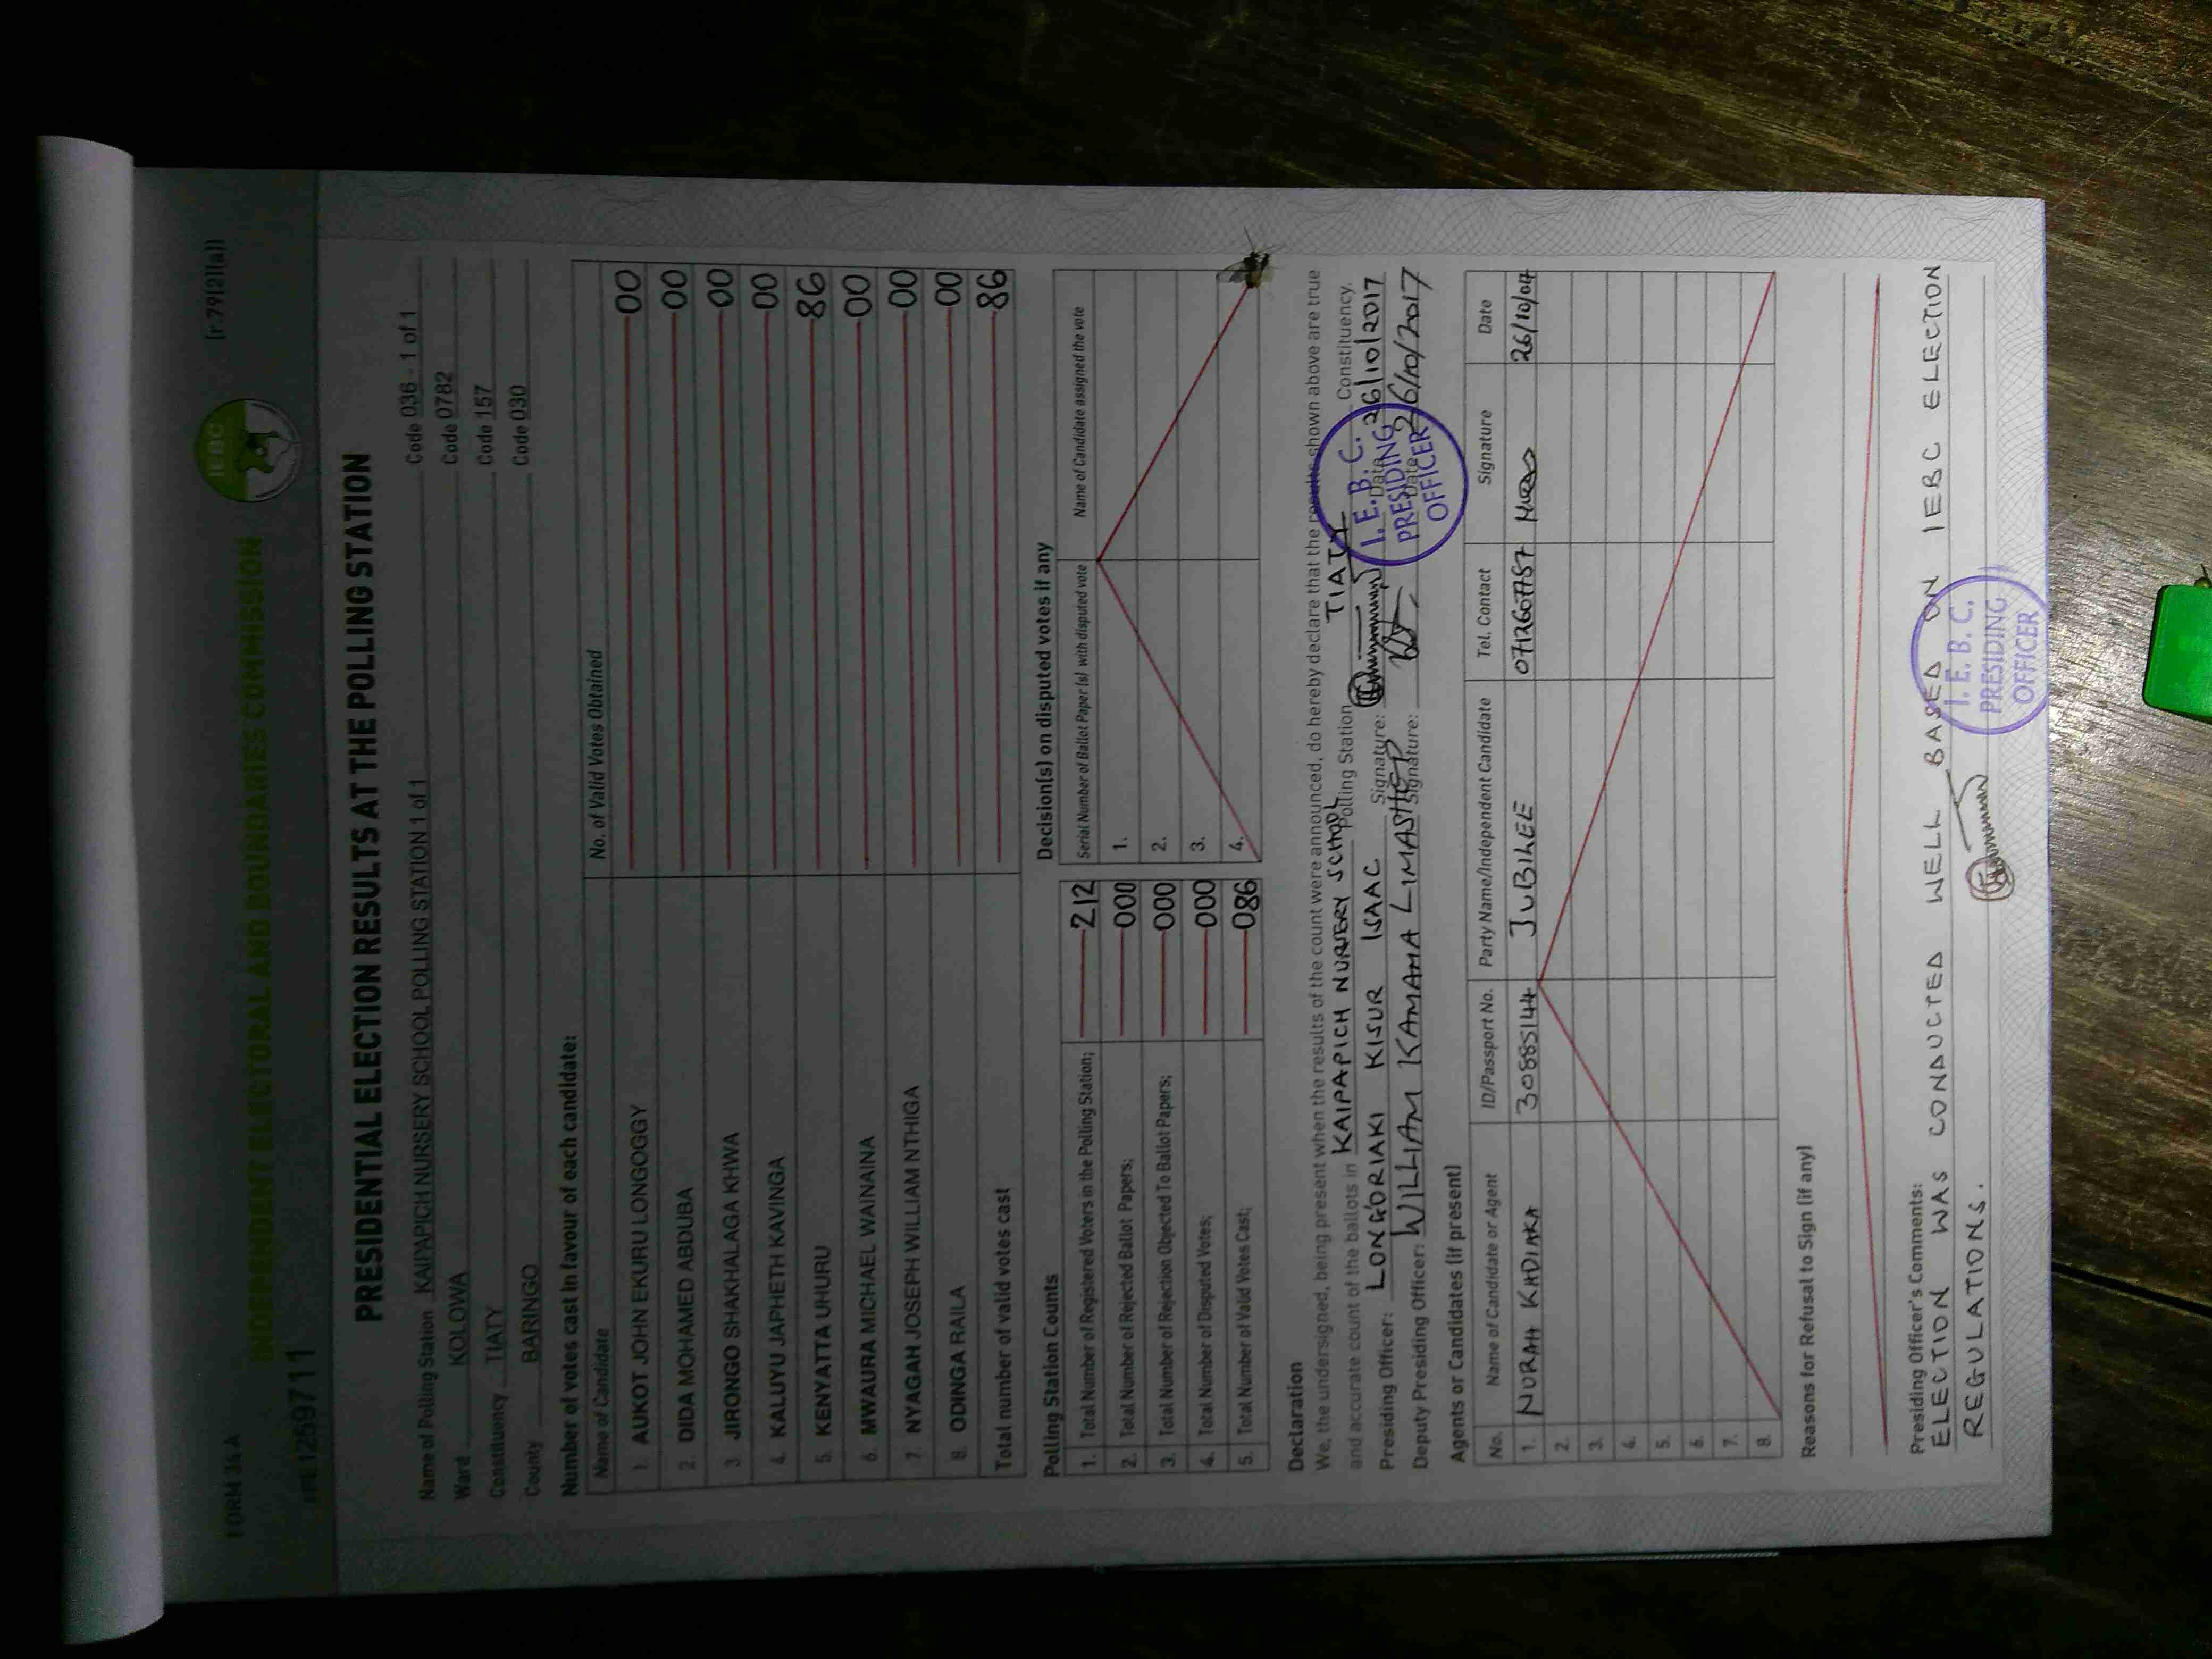 FORM 34 A
[r.79(2)(a)]
INDEPENDENT ELECTORAL AND BOUNDARIES COMMISSION
IEBC
1259711
PRESIDENTIAL ELECTION RESULTS AT THE POLLING STATION
Name of Polling Station KAIPAPICH NURSERY SCHOOL POLLING STATION 1 of 1 Code 036 - 1 of 1
Ward KOLOWA Code 0782
Constituency TIATY Code 157
County BARINGO Code 030
Number of votes cast in favour of each candidate:
Name of Candidate No. of Valid Votes Obtained
1. AUKOT JOHN EKURU LONGOGGY 00
2. DIDA MOHAMED ABDUBA 00
3. JIRONGO SHAKHALAGA KHWA 00
4. KALUYU JAPHETH KAVINGA 00
5. KENYATTA UHURU 86
6. MWAURA MICHAEL WAINAINA 00
7. NYAGAH JOSEPH WILLIAM NTHIGA 00
8. ODINGA RAILA 00
Total number of valid votes cast 86
Polling Station Counts
1. Total Number of Registered Voters in the Polling Station; 212
2. Total Number of Rejected Ballot Papers; 000
3. Total Number of Rejection Objected To Ballot Papers; 000
4. Total Number of Disputed Votes; 000
5. Total Number of Valid Votes Cast; 086
Decision(s) on disputed votes if any
Serial Number of Ballot Paper (s) with disputed vote Name of Candidate assigned the vote
1.
2.
3.
4.
Declaration
We, the undersigned, being present when the results of the count were announced, do hereby declare that the results shown above are true
and accurate count of the ballots in KAIPAPICH NURSERY SCHOOL Polling Station TIATY Constituency.
Presiding Officer: LONG'ORIAKI KISUR ISAAC Signature: Date 26/10/2017
Deputy Presiding Officer: WILLIAM KAMAMA LIMASIIEP Signature: Date 26/10/2017
I. E. B. C.
PRESIDING
OFFICER
Agents or Candidates (if present)
No. Name of Candidate or Agent ID/Passport No. Party Name/Independent Candidate Tel. Contact Signature Date
1. NORAH KADIAKA 30885144 JUBILEE 0712607757 26/10/04
2.
3.
4.
5.
6.
7.
8.
Reasons for Refusal to Sign (if any)
Presiding Officer's Comments:
ELECTION WAS CONDUCTED WELL BASED ON IEBC ELECTION
REGULATIONS.
I. E. B. C.
PRESIDING
OFFICER